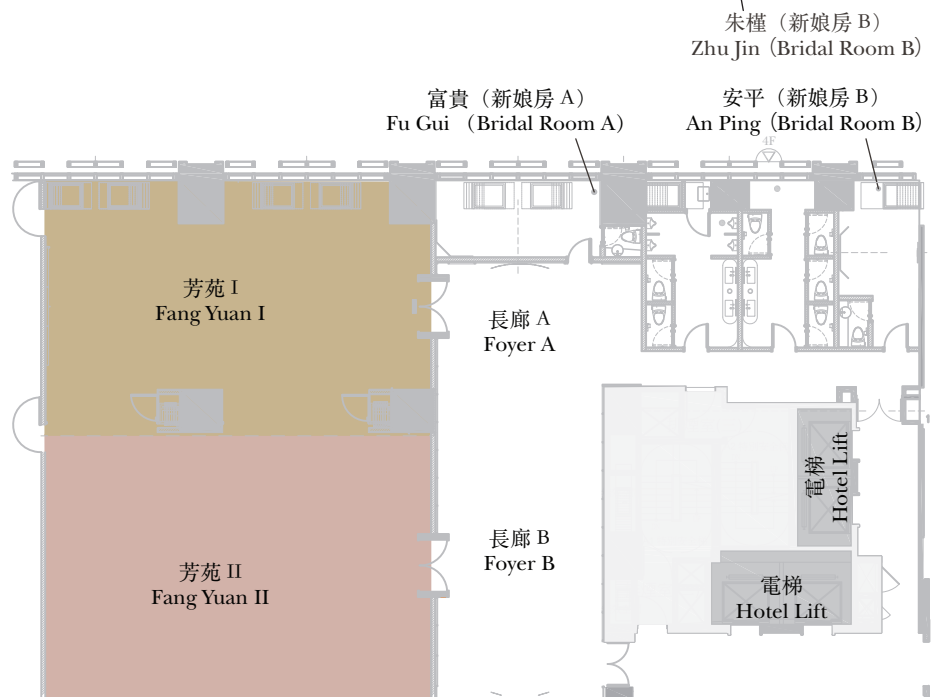 朱槿（新娘房 B）
Zhu Jin (Bridal Room B)
富貴（新娘房 A）
Fu Gui (Bridal Room A)
安平（新娘房 B）
An Ping (Bridal Room B)
4F
芳苑 I
Fang Yuan I
長廊 A
Foyer A
電梯
Hotel Lift
長廊 B
Foyer B
芳苑 II
Fang Yuan II
電梯
Hotel Lift